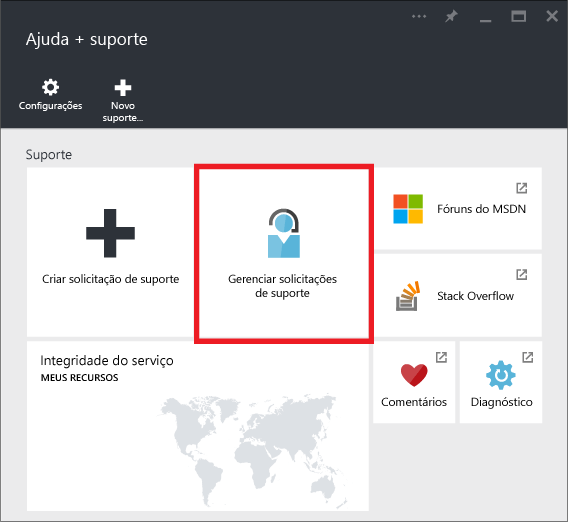 Ajuda + suporte
Configurações
Novo
suporte...
Suporte
Criar solicitação de suporte
Gerenciar solicitações
de suporte
Fóruns do MSDN
Stack Overflow
Integridade do serviço
MEUS RECURSOS
Comentários
Diagnóstico